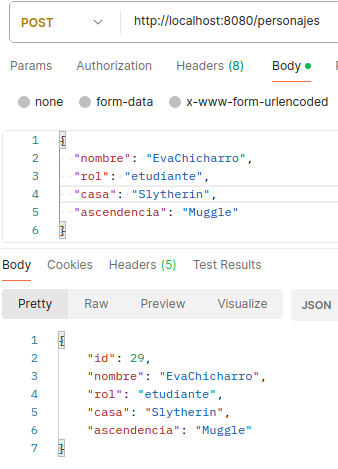 POST http://localhost:8080/personajes
Params Authorization Headers (8) Body
none form-data x-www-form-urlencoded
1 {
2 "nombre": "EvaChicharro",
3 "rol": "etudiante",
4 "casa": "Slytherin",
5 "ascendencia": "Muggle"
6 }
Body Cookies Headers (5) Test Results
Pretty Raw Preview Visualize JSON
1 {
2 "id": 29,
3 "nombre": "EvaChicharro",
4 "rol": "etudiante",
5 "casa": "Slytherin",
6 "ascendencia": "Muggle"
7 }